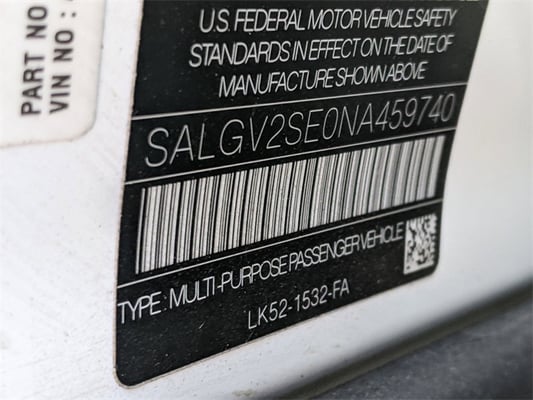 PART NO
VIN NO :
U.S. FEDERAL MOTOR VEHICLE SAFETY
STANDARDS IN EFFECT ON THE DATE OF
MANUFACTURE SHOWN ABOVE
SALGV2SE0NA459740
TYPE : MULTI-PURPOSE PASSENGER VEHICLE
LK52-1532-FA